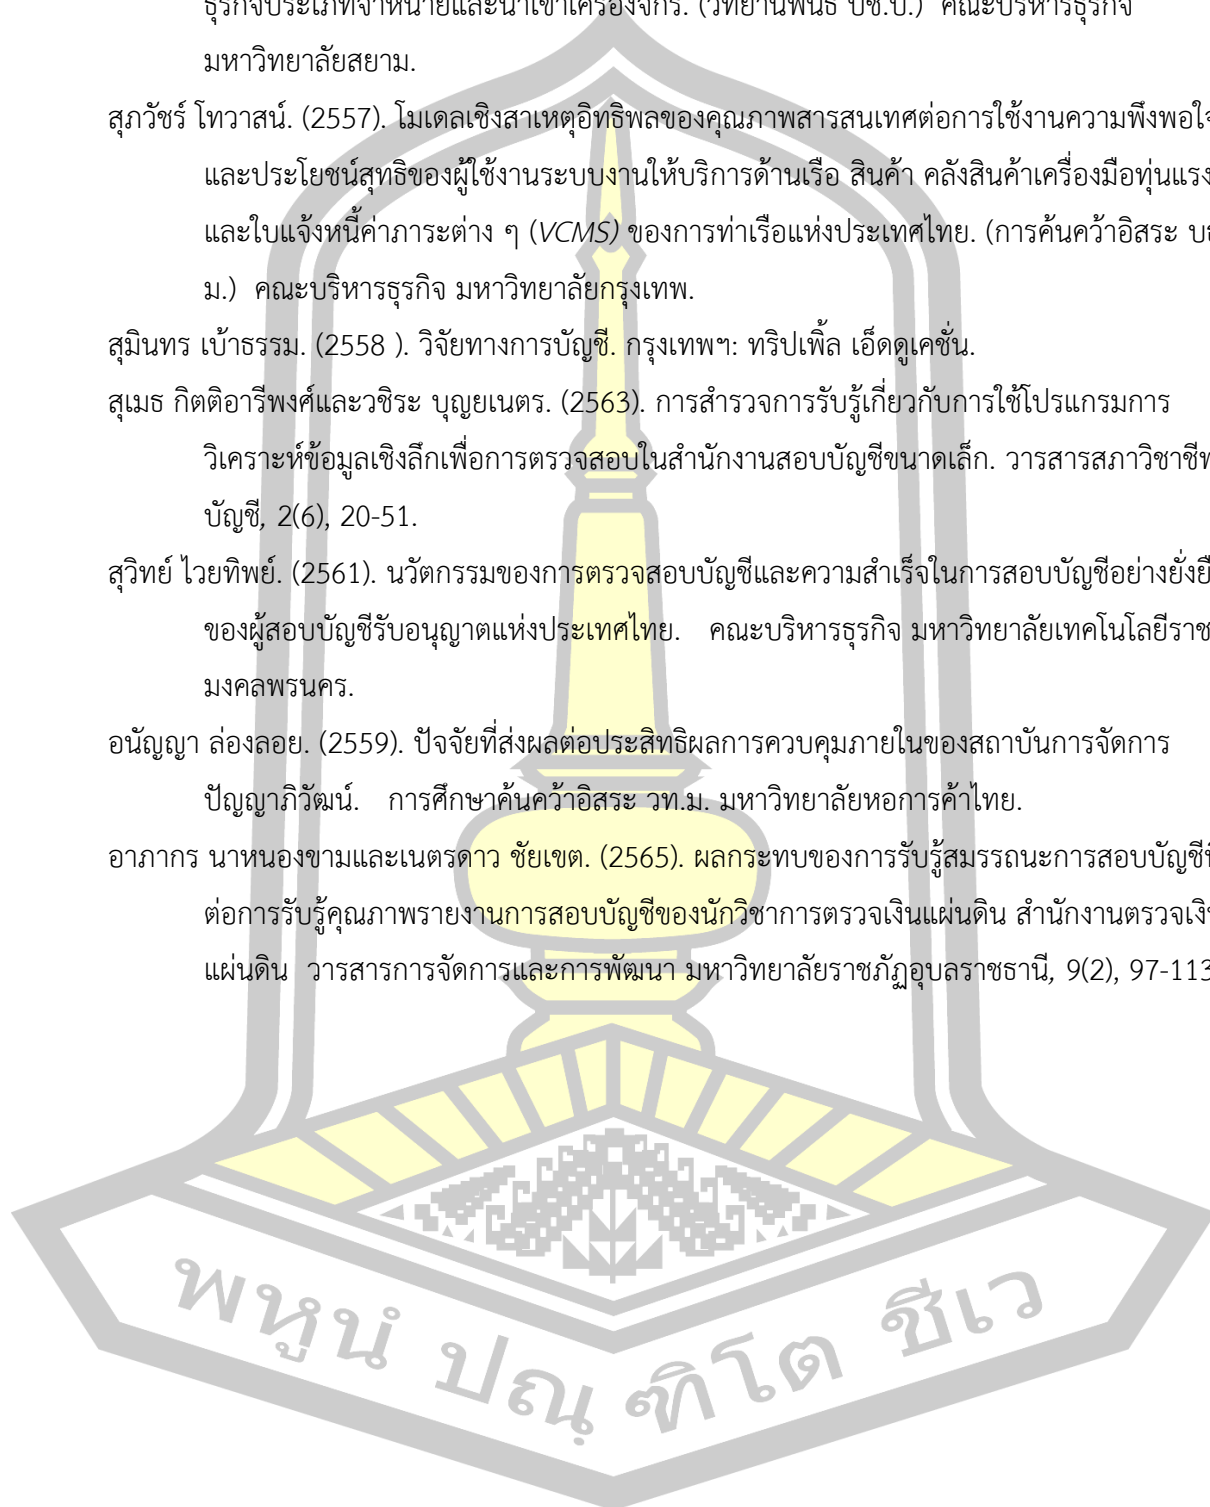 ธุรกิจประเภทจำหน่ายและนำเข้าเครื่องจักร. (วิทยานิพนธ์ บช.บ.) คณะบริหารธุรกิจ
มหาวิทยาลัยสยาม.
สุภวัชร์ โทวาสน์. (2557). โมเดลเชิงสาเหตุอิทธิพลของคุณภาพสารสนเทศต่อการใช้งานความพึงพอใจ
และประโยชน์สุทธิของผู้ใช้งานระบบงานให้บริการด้านเรือ สินค้า คลังสินค้าเครื่องมือทุ่นแรง
และใบแจ้งหนี้ค่าภาระต่าง ๆ (VCMS) ของการท่าเรือแห่งประเทศไทย. (การค้นคว้าอิสระ
ม.) คณะบริหารธุรกิจ มหาวิทยาลัยกรุงเทพ.
สุมินทร เบ้าธรรม. (2558 ). วิจัยทางการบัญชี. กรุงเทพฯ: ทริปเพิ้ล เอ็ดดูเคชั่น.
สุเมธ กิตติอารีพงศ์และวชิระ บุญยเนตร. (2563). การสำรวจการรับรู้เกี่ยวกับการใช้โปรแกรมการ
วิเคราะห์ข้อมูลเชิงลึกเพื่อการตรวจสอบในสำนักงานสอบบัญชีขนาดเล็ก. วารสารสภาวิชาชีพ
บัญชี, 2(6), 20-51.
สุวิทย์ ไวยทิพย์. (2561). นวัตกรรมของการตรวจสอบบัญชีและความสำเร็จในการสอบบัญชีอย่างยั่งยื
ของผู้สอบบัญชีรับอนุญาตแห่งประเทศไทย. คณะบริหารธุรกิจ มหาวิทยาลัยเทคโนโลยีราช
มงคลพรนคร.
อนัญญา ล่องลอย. (2559). ปัจจัยที่ส่งผลต่อประสิทธิผลการควบคุมภายในของสถาบันการจัดการ
ปัญญาภิวัฒน์. การศึกษาค้นคว้าอิสระ วท.ม. มหาวิทยาลัยหอการค้าไทย.
อาภากร นาหนองขามและเนตรดาว ชัยเขต. (2565). ผลกระทบของการรับรู้สมรรถนะการสอบบัญชี
ต่อการรับรู้คุณภาพรายงานการสอบบัญชีของนักวิชาการตรวจเงินแผ่นดิน สำนักงานตรวจเงิ
แผ่นดิน วารสารการจัดการและการพัฒนา มหาวิทยาลัยราชภัฏอุบลราชธานี, 9(2), 97-113
พหูนํ ปณฺ ฑิโต ชีเว